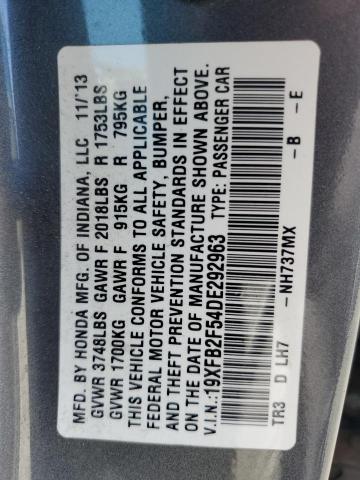 MFD. BY HONDA MFG. OF INDIANA, LLC 11/13
GVWR 3748LBS GAWR F 2018LBS R 1753LBS
GVWR 1700KG GAWR F 915KG R 795KG
THIS VEHICLE CONFORMS TO ALL APPLICABLE
FEDERAL MOTOR VEHICLE SAFETY, BUMPER,
AND THEFT PREVENTION STANDARDS IN EFFECT
ON THE DATE OF MANUFACTURE SHOWN ABOVE.
V.I.N.:19XFB2F54DE292963 TYPE: PASSENGER CAR
TR3 D LH7 -NH737MX -B -E